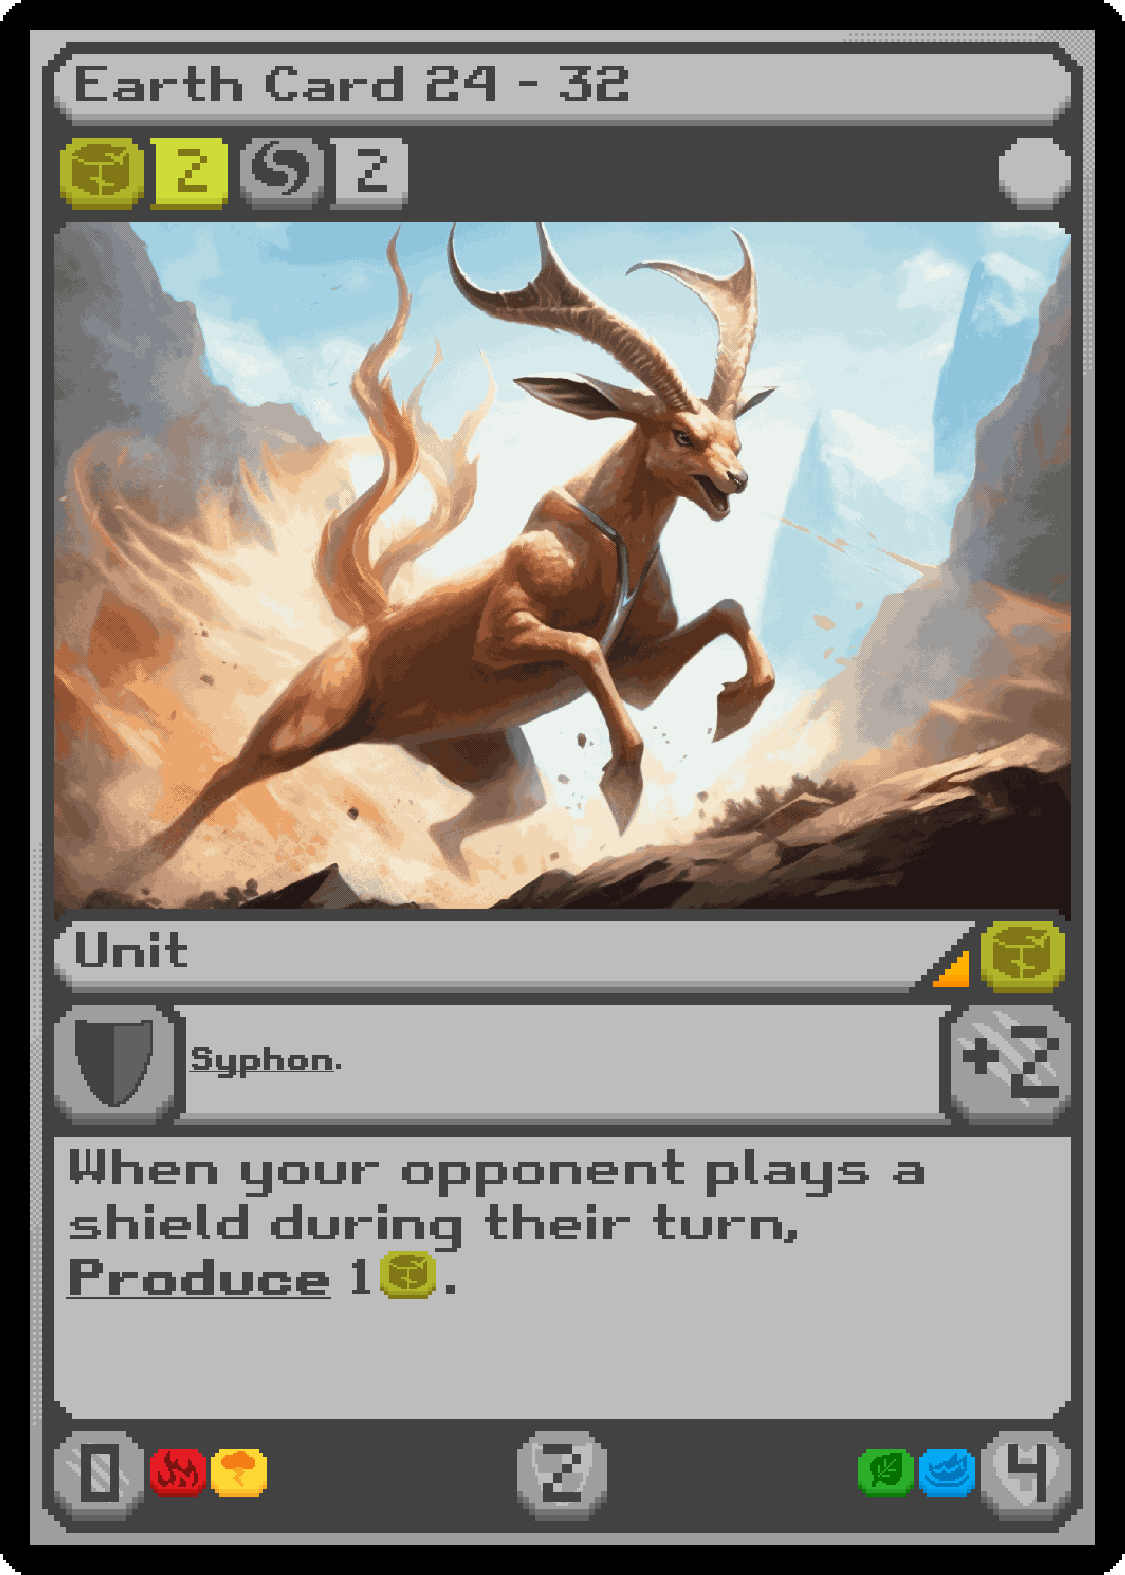 Earth Card 24 - 32
2 2
Unit
Syphon.
+2
When your opponent plays a
shield during their turn,
Produce 1 .
0 2 4